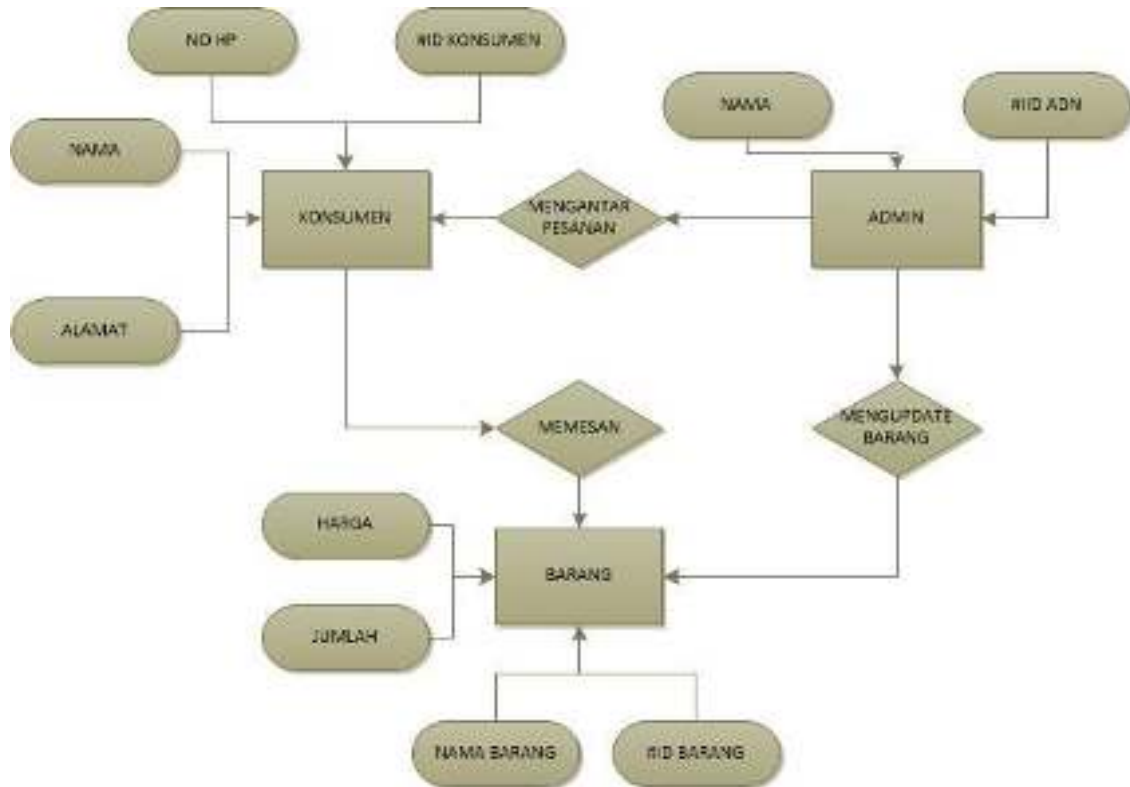 NO HP
#ID KONSUMEN
NAMA
#ID ADN
NAMA
KONSUMEN
MENGANTAR
PESANAN
ADMIN
ALAMAT
MEMESAN
MENGUPDATE
BARANG
HARGA
BARANG
JUMLAH
NAMA BARANG
#ID BARANG